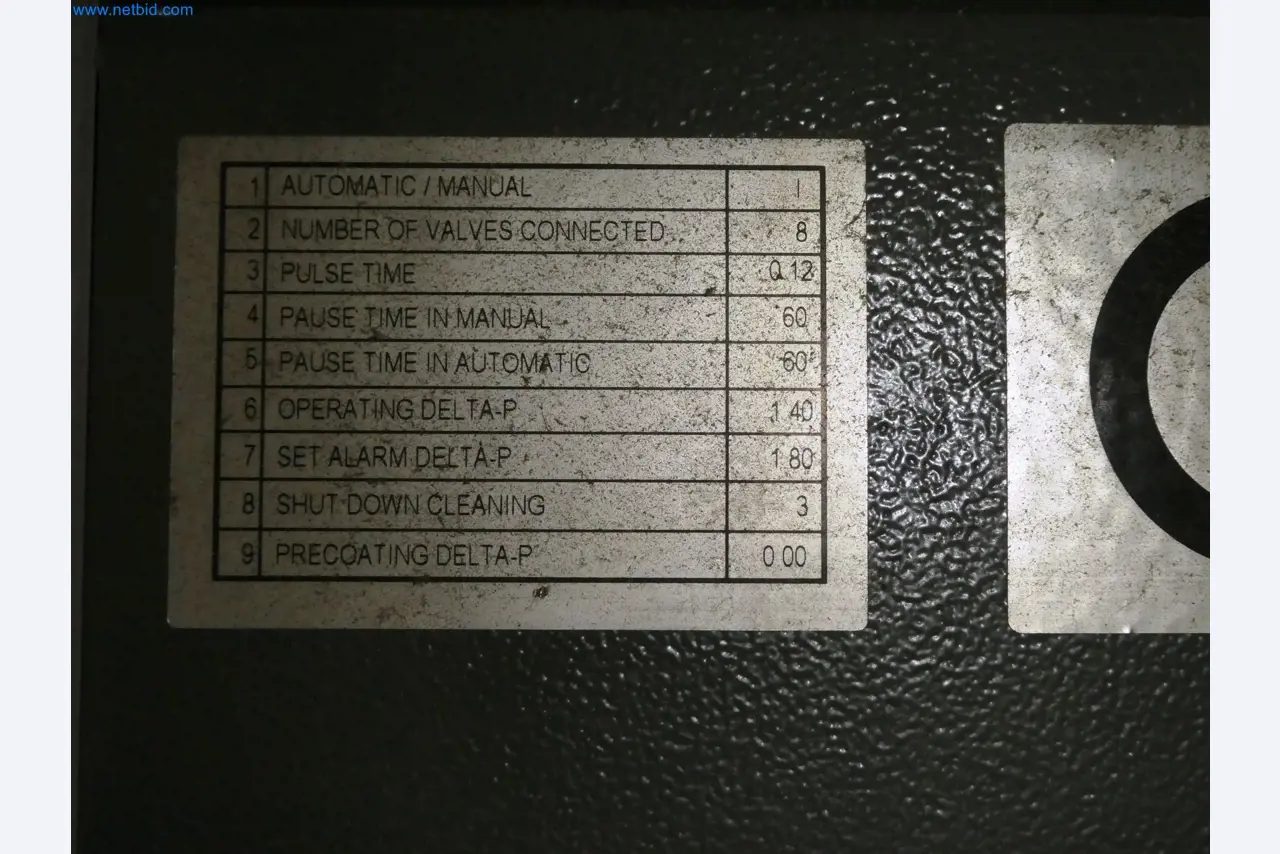 www.netbid.com
1 AUTOMATIC / MANUAL I
2 NUMBER OF VALVES CONNECTED 8
3 PULSE TIME 0.12
4 PAUSE TIME IN MANUAL 60
5 PAUSE TIME IN AUTOMATIC 60
6 OPERATING DELTA-P 1.40
7 SET ALARM DELTA-P 1.80
8 SHUT DOWN CLEANING 3
9 PRECOATING DELTA-P 0.00